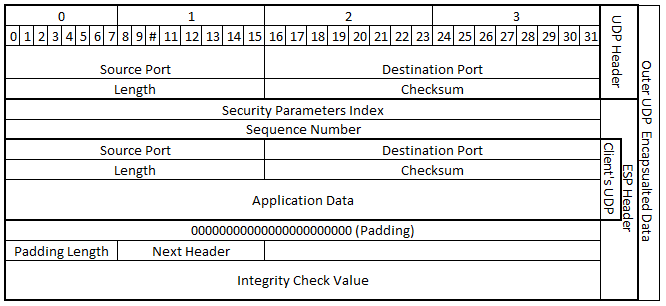 0 1 2 3
0 1 2 3 4 5 6 7 8 9 # 11 12 13 14 15 16 17 18 19 20 21 22 23 24 25 26 27 28 29 30 31
UDP Header
Source Port Destination Port
Length Checksum
Security Parameters Index
Sequence Number
Source Port Destination Port
Length Checksum
Application Data
Client's UDP
ESP Header
Outer UDP Encapsualted Data
00000000000000000000000 (Padding)
Padding Length Next Header
Integrity Check Value